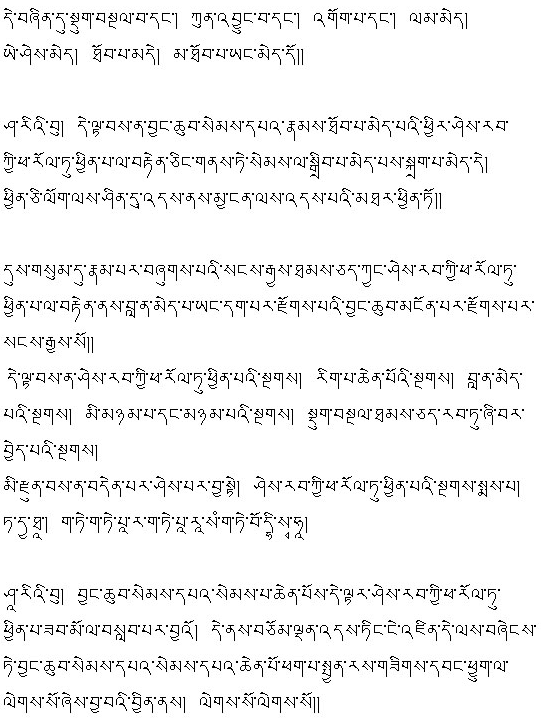 དེ་བཞིན་དུ་སྡུག་བསྔལ་བ་དང་། ཀུན་འབྱུང་བ་དང་། འགོག་པ་དང་། ལམ་མེད།
ཡེ་ཤེས་མེད། ཐོབ་པ་མེད། མ་ཐོབ་པ་ཡང་མེད་དོ།།
ཤ་རིའི་བུ། དེ་ལྟ་བས་ན་བྱང་ཆུབ་སེམས་དཔའ་རྣམས་ཐོབ་པ་མེད་པའི་ཕྱིར་ཤེས་རབ་
ཀྱི་ཕ་རོལ་ཏུ་ཕྱིན་པ་ལ་བརྟེན་ཅིང་གནས་ཏེ་སེམས་ལ་སྒྲིབ་པ་མེད་པས་སྐྲག་པ་མེད་དེ།
ཕྱིན་ཅི་ལོག་ལས་ཤིན་དུ་འདས་ནས་མྱ་ངན་ལས་འདས་པའི་མཐར་ཕྱིན་ཏོ།།
དུས་གསུམ་དུ་རྣམ་པར་བཞུགས་པའི་སངས་རྒྱས་ཐམས་ཅད་ཀྱང་ཤེས་རབ་ཀྱི་ཕ་རོལ་ཏུ་
ཕྱིན་པ་ལ་བརྟེན་ནས་བླ་ན་མེད་པ་ཡང་དག་པར་རྫོགས་པའི་བྱང་ཆུབ་མངོན་པར་རྫོགས་པར་
སངས་རྒྱས་སོ།།
དེ་ལྟ་བས་ན་ཤེས་རབ་ཀྱི་ཕ་རོལ་ཏུ་ཕྱིན་པའི་སྔགས། རིག་པ་ཆེན་པོའི་སྔགས། བླ་ན་མེད་
པའི་སྔགས། མི་མཉམ་པ་དང་མཉམ་པའི་སྔགས། སྡུག་བསྔལ་ཐམས་ཅད་རབ་ཏུ་ཞི་བར་
བྱེད་པའི་སྔགས།
མི་རྫུན་བས་ན་བདེན་པར་ཤེས་པར་བྱ་སྟེ། ཤེས་རབ་ཀྱི་ཕ་རོལ་ཏུ་ཕྱིན་པའི་སྔགས་སྨས་པ།
ཏ་དྱ་ཐཱ། ག་ཏེ་ག་ཏེ་པཱ་ར་ག་ཏེ་པཱ་ར་སཾ་ག་ཏེ་བོ་དྷི་སྭ་ཧཱ།
ཤཱ་རིའི་བུ། བྱང་ཆུབ་སེམས་དཔའ་སེམས་པ་ཆེན་པོས་དེ་ལྟར་ཤེས་རབ་ཀྱི་ཕ་རོལ་ཏུ་
ཕྱིན་པ་ཟབ་མོ་ལ་བསླབ་པར་བྱའོ། དེ་ནས་བཅོམ་ལྡན་འདས་ཏིང་ངེ་འཛིན་དེ་ལས་བཞེངས་
ཏེ་བྱང་ཆུབ་སེམས་དཔའ་སེམས་དཔའ་ཆེན་པོ་ཕག་པ་སྤྱན་རས་གཟིགས་དབང་ཕྱུག་ལ་
ལེགས་སོ་ཞེས་བྱ་བའི་བྱིན་ནས། ལེགས་སོ་ལེགས་སོ།།